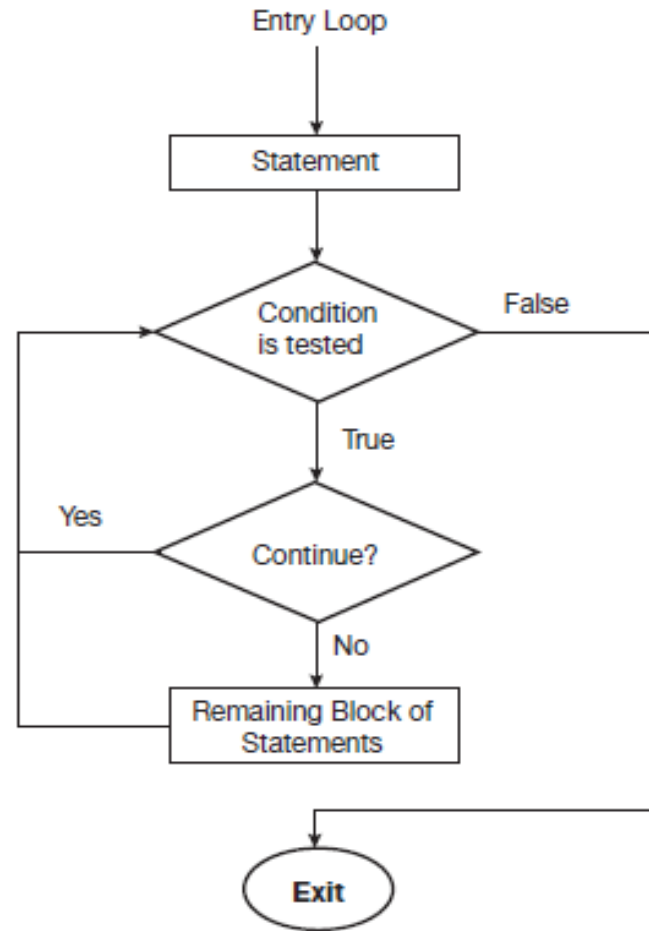 Entry Loop
Statement
Condition
is tested
False
True
Yes
Continue?
No
Remaining Block of
Statements
Exit